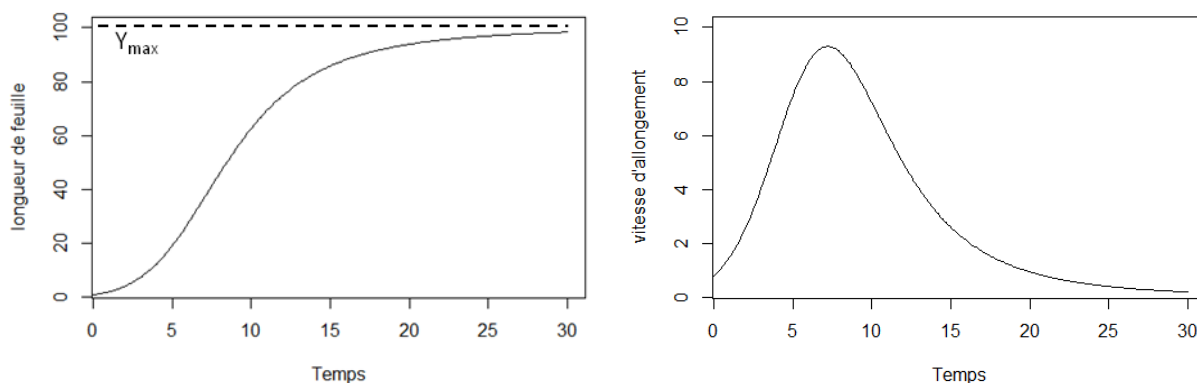 Y max
longueur de feuille
0 20 40 60 80 100
0 5 10 15 20 25 30
Temps
vitesse d'allongement
0 2 4 6 8 10
0 5 10 15 20 25 30
Temps